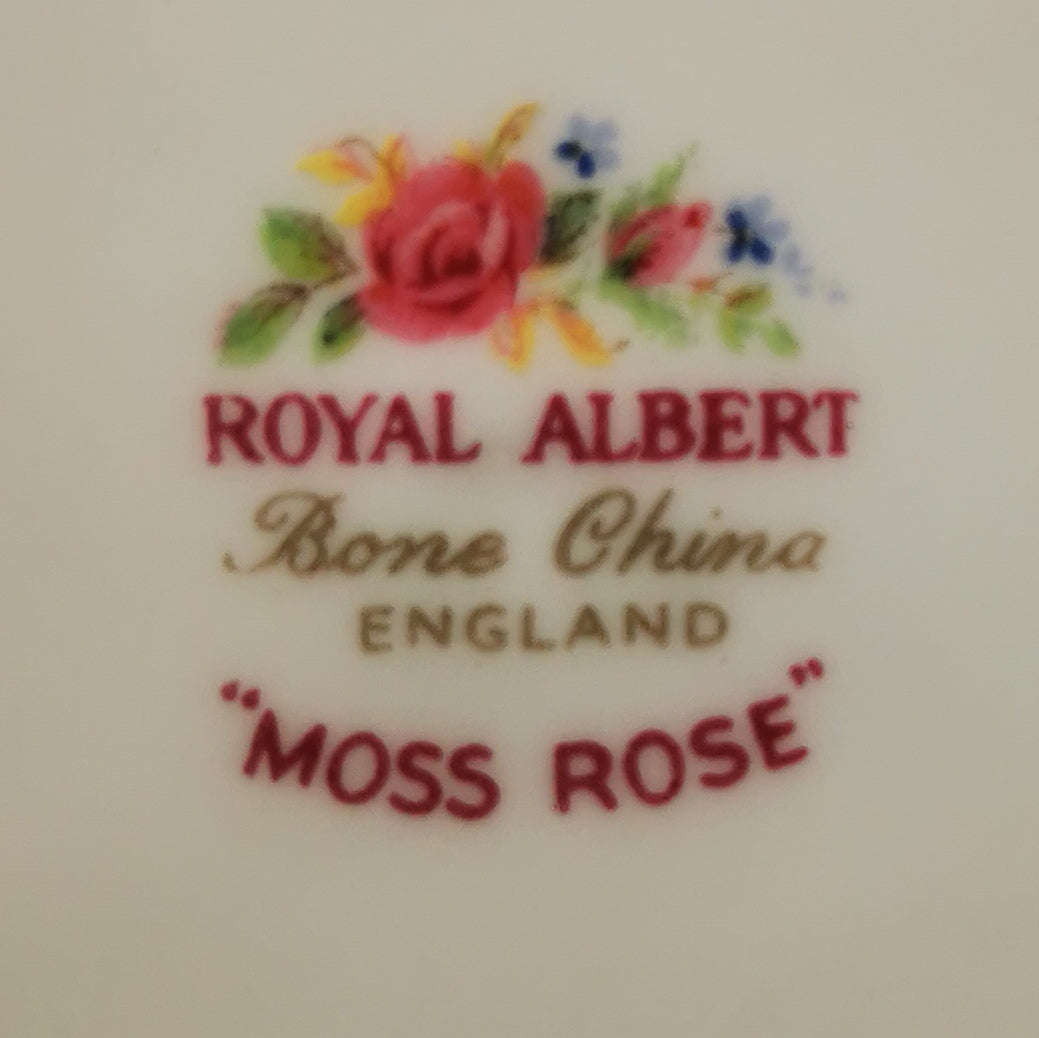 ROYAL ALBERT
Bone China
ENGLAND
“MOSS ROSE”